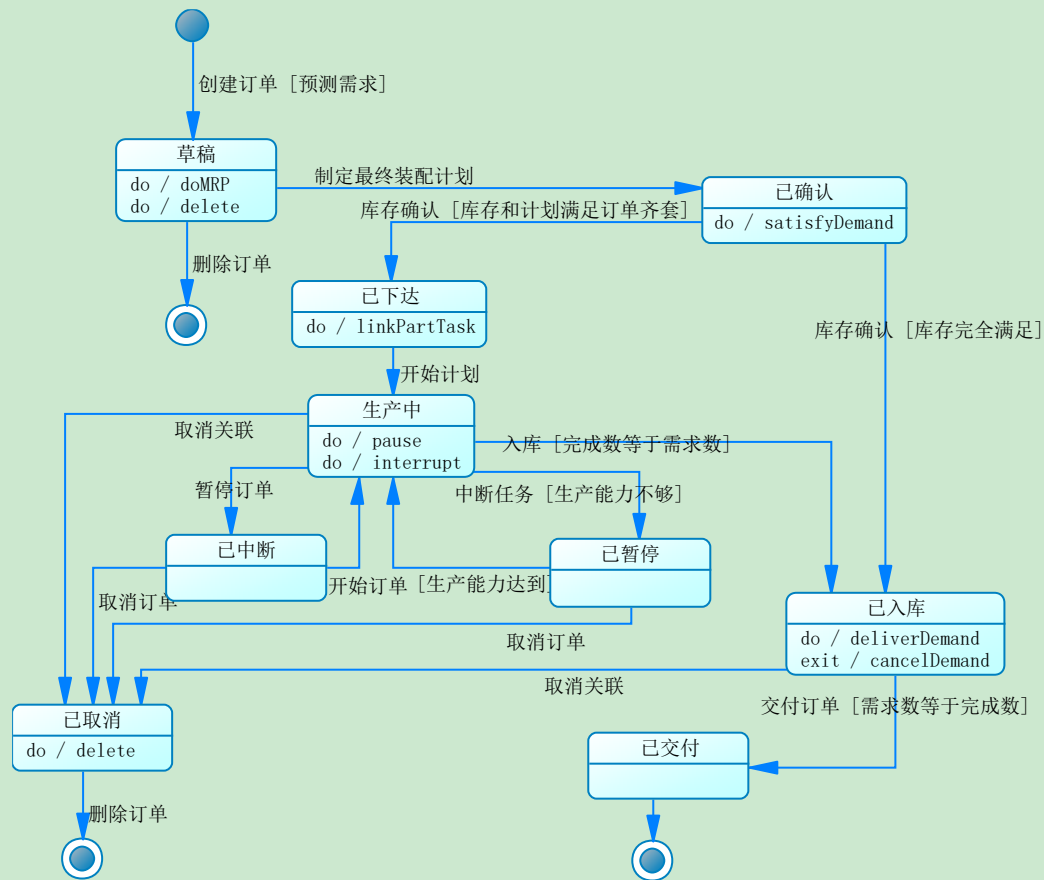 创建订单 [预测需求]
草稿
do / doMRP
do / delete
制定最终装配计划
已确认
do / satisfyDemand
库存确认 [库存和计划满足订单齐套]
删除订单
已下达
do / linkPartTask
库存确认 [库存完全满足]
开始计划
生产中
do / pause
do / interrupt
取消关联
入库 [完成数等于需求数]
暂停订单
中断任务 [生产能力不够]
已中断
已暂停
开始订单 [生产能力达到]
取消订单
已入库
do / deliverDemand
exit / cancelDemand
取消订单
取消关联
交付订单 [需求数等于完成数]
已取消
do / delete
已交付
删除订单